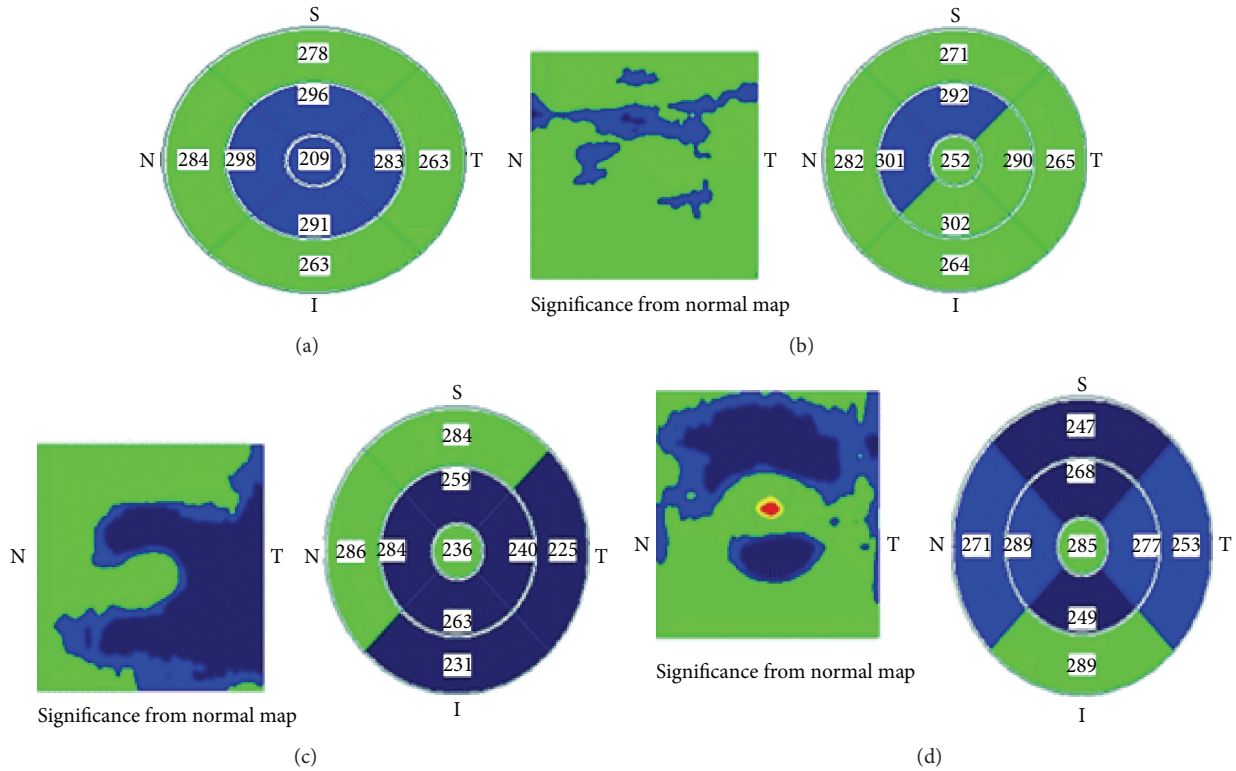 S
278
296
N 284 298 209 283 263 T
291
263
I
(a)
S
271
292
N 282 301 252 290 265 T
302
264
I
Significance from normal map
(b)
S
284
259
N 286 284 236 240 225 T
263
231
I
Significance from normal map
(c)
S
247
268
N 271 289 285 277 253 T
249
289
I
Significance from normal map
(d)